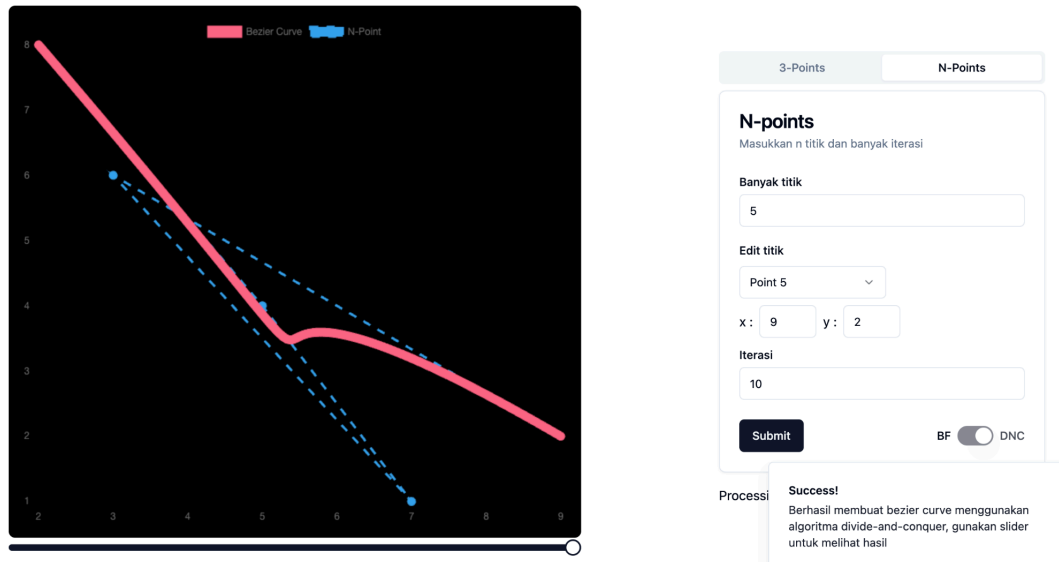 Bezier Curve N-Point
8
7
6
5
4
3
2
1
2 3 4 5 6 7 8 9
3-Points N-Points
N-points
Masukkan n titik dan banyak iterasi
Banyak titik
5
Edit titik
Point 5
x : 9 y : 2
Iterasi
10
Submit BF DNC
Processi
Success!
Berhasil membuat bezier curve menggunakan
algoritma divide-and-conquer, gunakan slider
untuk melihat hasil